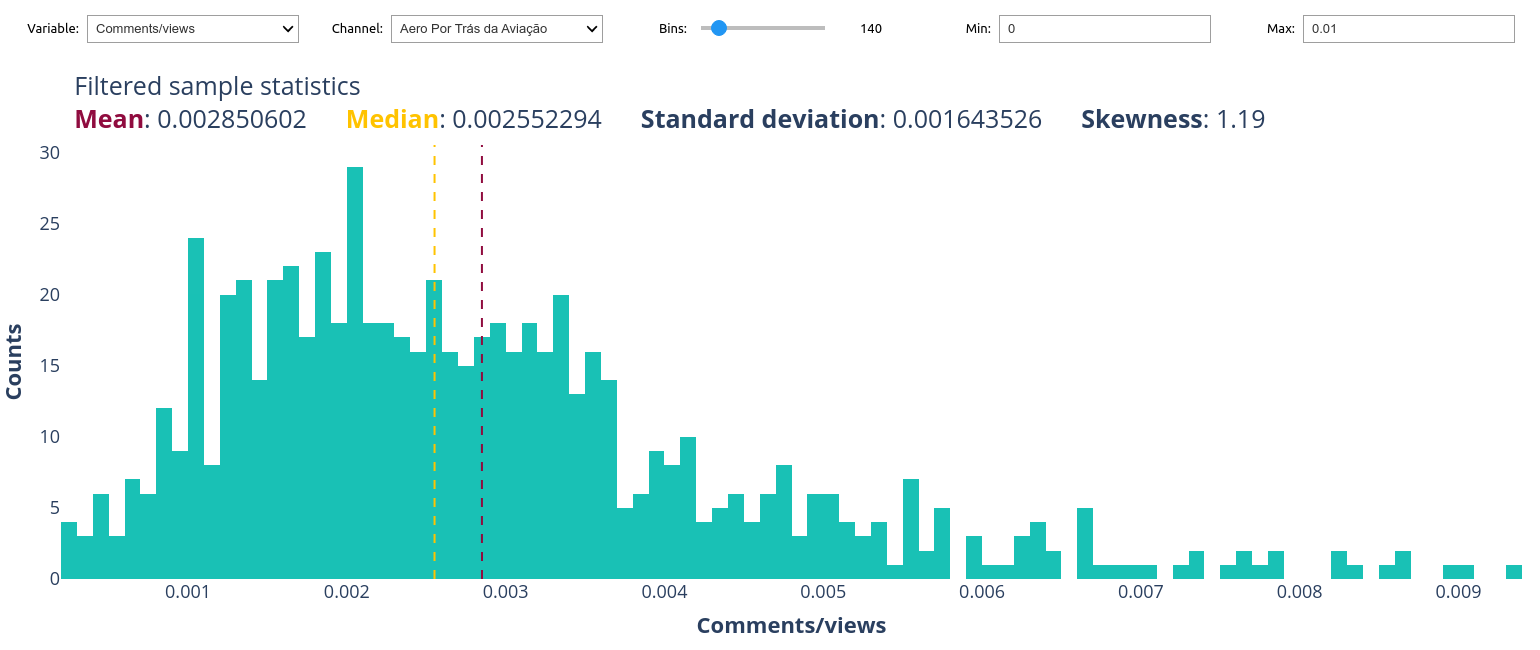 Variable: Comments/views Channel: Aero Por Trás da Aviação Bins: 140 Min: 0 Max: 0.01
Filtered sample statistics
Mean: 0.002850602 Median: 0.002552294 Standard deviation: 0.001643526 Skewness: 1.19
30
25
20
15
10
5
0
Counts
0.001 0.002 0.003 0.004 0.005 0.006 0.007 0.008 0.009
Comments/views